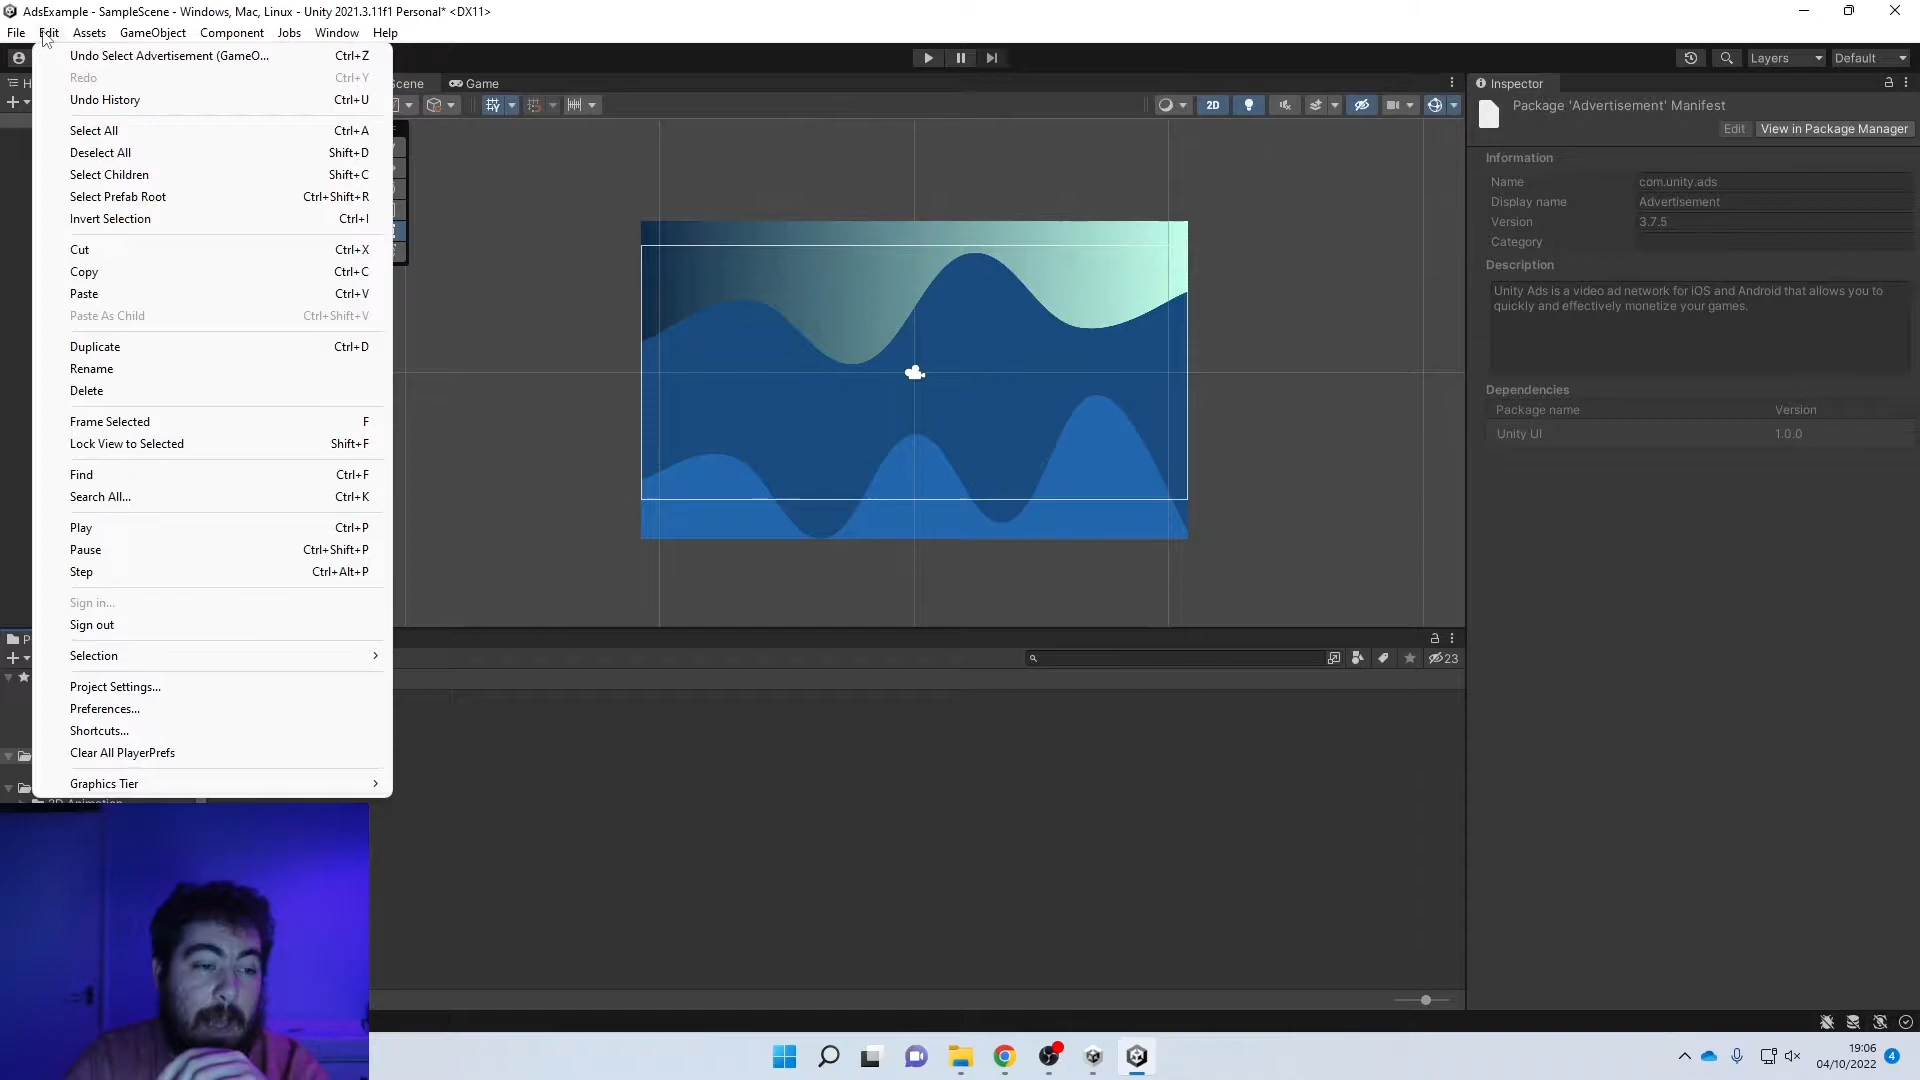 AdsExample - SampleScene - Windows, Mac, Linux - Unity 2021.3.11f1 Personal* <DX11>
File Edit Assets GameObject Component Jobs Window Help
Layers Default
Scene Game
Undo Select Advertisement (GameO... Ctrl+Z
Redo Ctrl+Y
Undo History Ctrl+U
Select All Ctrl+A
Deselect All Shift+D
Select Children Shift+C
Select Prefab Root Ctrl+Shift+R
Invert Selection Ctrl+I
Cut Ctrl+X
Copy Ctrl+C
Paste Ctrl+V
Paste As Child Ctrl+Shift+V
Duplicate Ctrl+D
Rename
Delete
Frame Selected F
Lock View to Selected Shift+F
Find Ctrl+F
Search All... Ctrl+K
Play Ctrl+P
Pause Ctrl+Shift+P
Step Ctrl+Alt+P
Sign in...
Sign out
Selection
Project Settings...
Preferences...
Shortcuts...
Clear All PlayerPrefs
Graphics Tier
2D
23
Inspector
Package 'Advertisement' Manifest
Edit View in Package Manager
Information
Name com.unity.ads
Display name Advertisement
Version 3.7.5
Category
Description
Unity Ads is a video ad network for iOS and Android that allows you to
quickly and effectively monetize your games.
Dependencies
Package name Version
Unity UI 1.0.0
19:06
04/10/2022
4